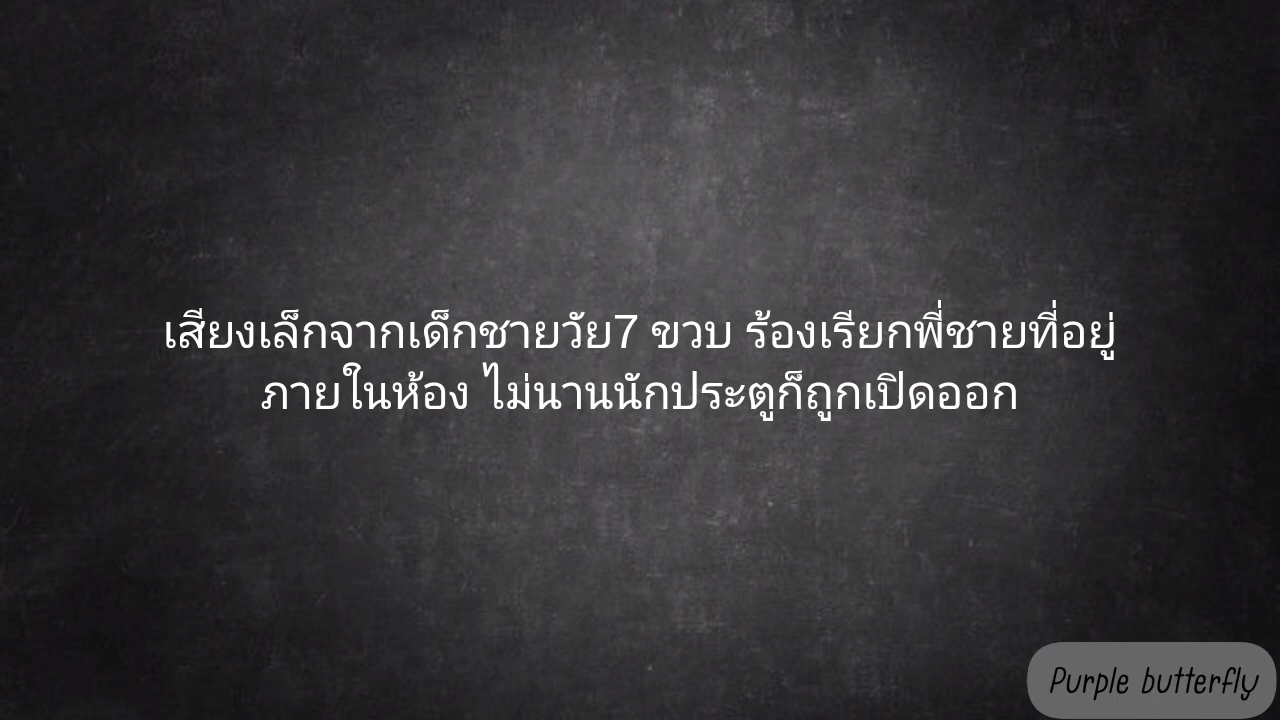 เสียงเล็กจากเด็กชายวัย7 ขวบ ร้องเรียกพี่ชายที่อยู่
ภายในห้อง ไม่นานนักประตูก็ถูกเปิดออก
Purple butterfly